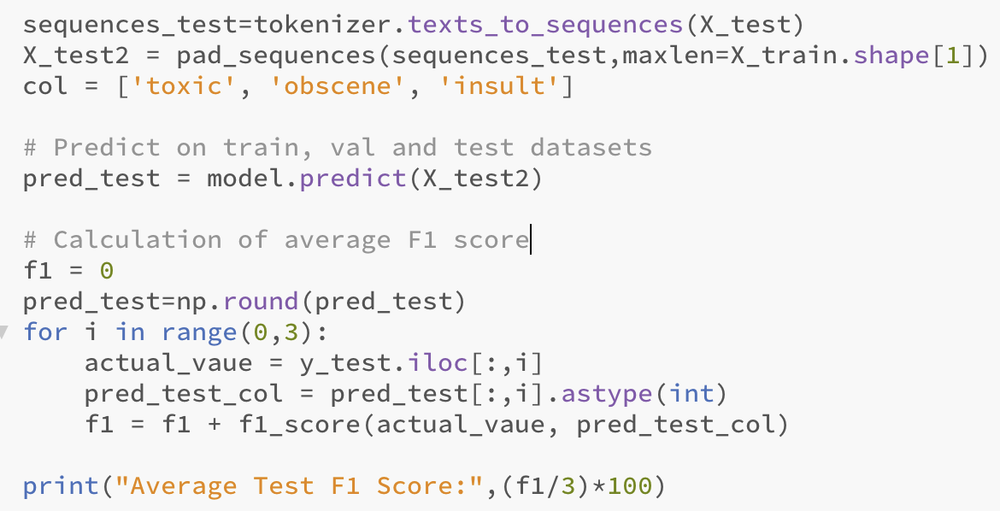 sequences_test=tokenizer.texts_to_sequences(X_test)
X_test2 = pad_sequences(sequences_test,maxlen=X_train.shape[1])
col = ['toxic', 'obscene', 'insult']

# Predict on train, val and test datasets
pred_test = model.predict(X_test2)

# Calculation of average F1 score
f1 = 0
pred_test=np.round(pred_test)
for i in range(0,3):
    actual_vaue = y_test.iloc[:,i]
    pred_test_col = pred_test[:,i].astype(int)
    f1 = f1 + f1_score(actual_vaue, pred_test_col)

print("Average Test F1 Score:",(f1/3)*100)